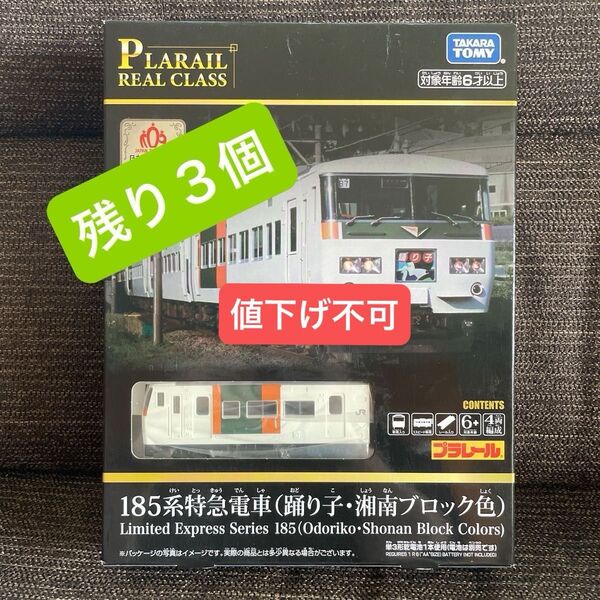 PLARAIL
REAL CLASS
TAKARA
TOMY
対象年齢6才以上
残り３個
踊り子
値下げ不可
CONTENTS
6+
4両編成
プラレール
185系特急電車(踊り子・湘南ブロック色)
Limited Express Series 185(Odoriko・Shonan Block Colors)
※パッケージの写真はイメージです。実際の商品とは多少異なる場合がございます。
単3形乾電池1本使用(電池は別売です)
REQUIRES 1 R6 ("AA"SIZE) BATTERY (NOT INCLUDED)